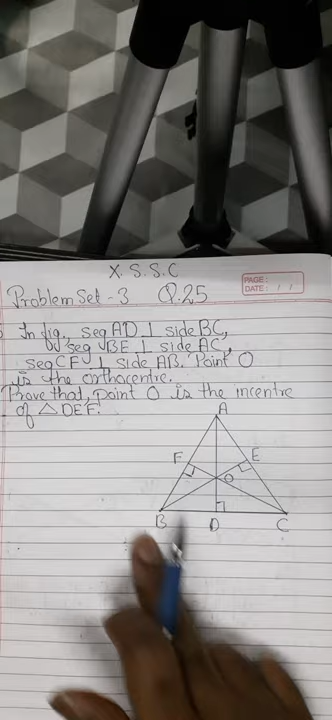 X. S. S. C
PAGE:
DATE: / /
Problem Set - 3 Q.25
In fig., seg AD ⊥ side BC,
seg BE ⊥ side AC,
seg CF ⊥ side AB. Point O
is the orthocentre.
Prove that, point O is the incentre
of △ DEF.
A
F
E
O
B
D
C